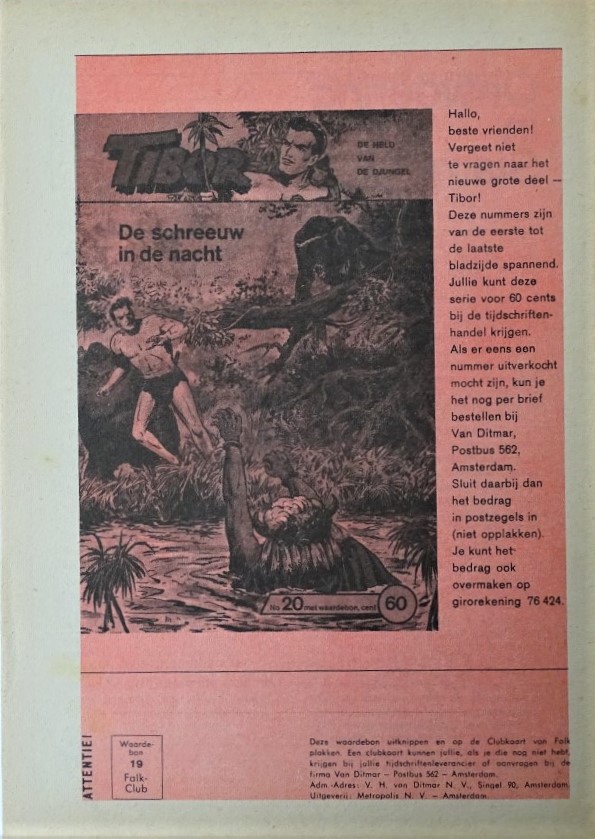 TIBOR
DE HELD
VAN
DE DJUNGEL
De schreeuw
in de nacht
No 20 met waardebon, cent 60
Hallo,
beste vrienden!
Vergeet niet
te vragen naar het
nieuwe grote deel —
Tibor!
Deze nummers zijn
van de eerste tot
de laatste
bladzijde spannend.
Jullie kunt deze
serie voor 60 cents
bij de tijdschriften-
handel krijgen.
Als er eens een
nummer uitverkocht
mocht zijn, kun je
het nog per brief
bestellen bij
Van Ditmar,
Postbus 562,
Amsterdam.
Sluit daarbij dan
het bedrag
in postzegels in
(niet opplakken).
Je kunt het
bedrag ook
overmaken op
girorekening 76 424.
ATTENTIE!
Waarde-
bon
19
Falk-
Club
Deze waardebon uitknippen en op de Clubkaart van Falk
plakken. Een clubkaart kunnen jullie, als je die nog niet hebt,
krijgen bij jullie tijdschriftenleverancier of aanvragen bij de
firma Van Ditmar – Postbus 562 – Amsterdam.
Adm.-Adres: V. H. van Ditmar N. V., Singel 90, Amsterdam.
Uitgeverij: Metropolis N. V. – Amsterdam.